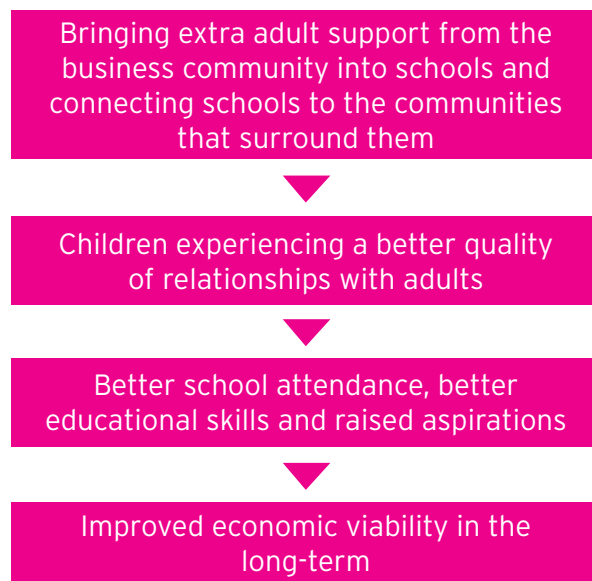 Bringing extra adult support from the
business community into schools and
connecting schools to the communities
that surround them
Children experiencing a better quality
of relationships with adults
Better school attendance, better
educational skills and raised aspirations
Improved economic viability in the
long-term